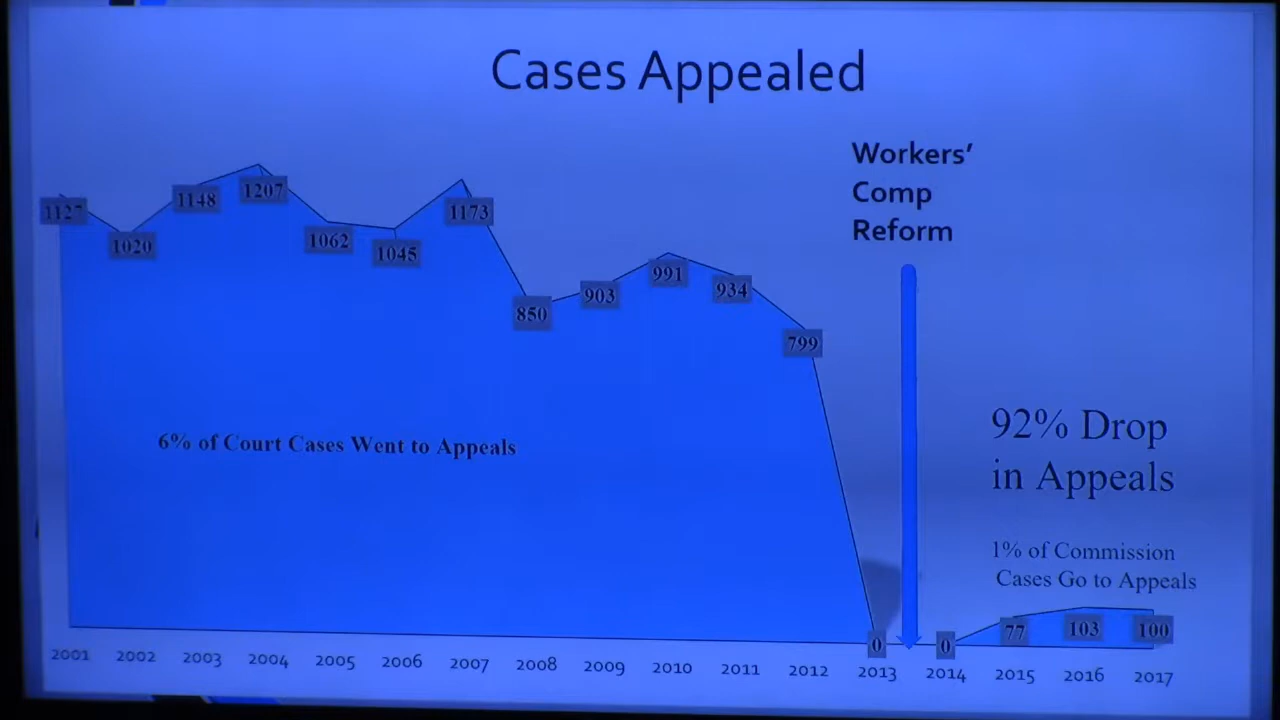 Cases Appealed
Workers'
Comp
Reform
1127
1020
1148
1207
1062
1045
1173
850
903
991
934
799
0
0
77
103
100
6% of Court Cases Went to Appeals
92% Drop
in Appeals
1% of Commission
Cases Go to Appeals
2001 2002 2003 2004 2005 2006 2007 2008 2009 2010 2011 2012 2013 2014 2015 2016 2017